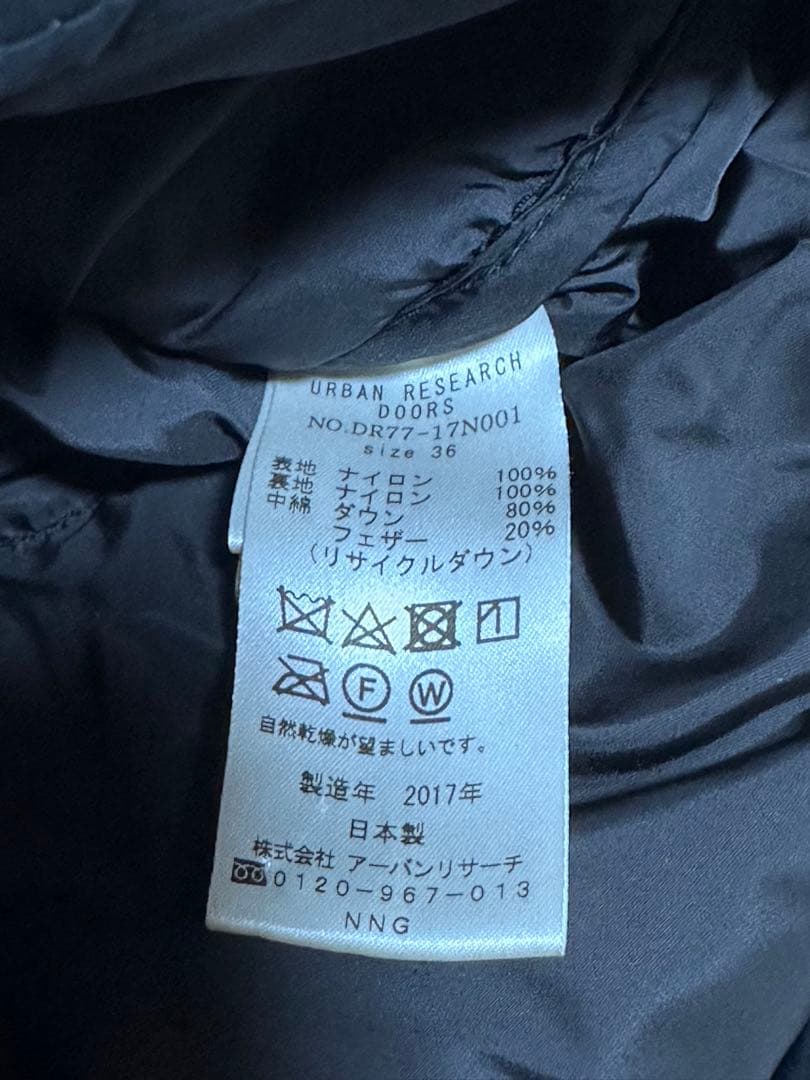 URBAN RESEARCH
DOORS
NO.DR77-17N001
size 36
表地 ナイロン 100%
裏地 ナイロン 100%
中綿 ダウン 80%
フェザー 20%
(リサイクルダウン)
F W
自然乾燥が望ましいです。
製造年 2017年
日本製
株式会社 アーバンリサーチ
0120-967-013
NNG